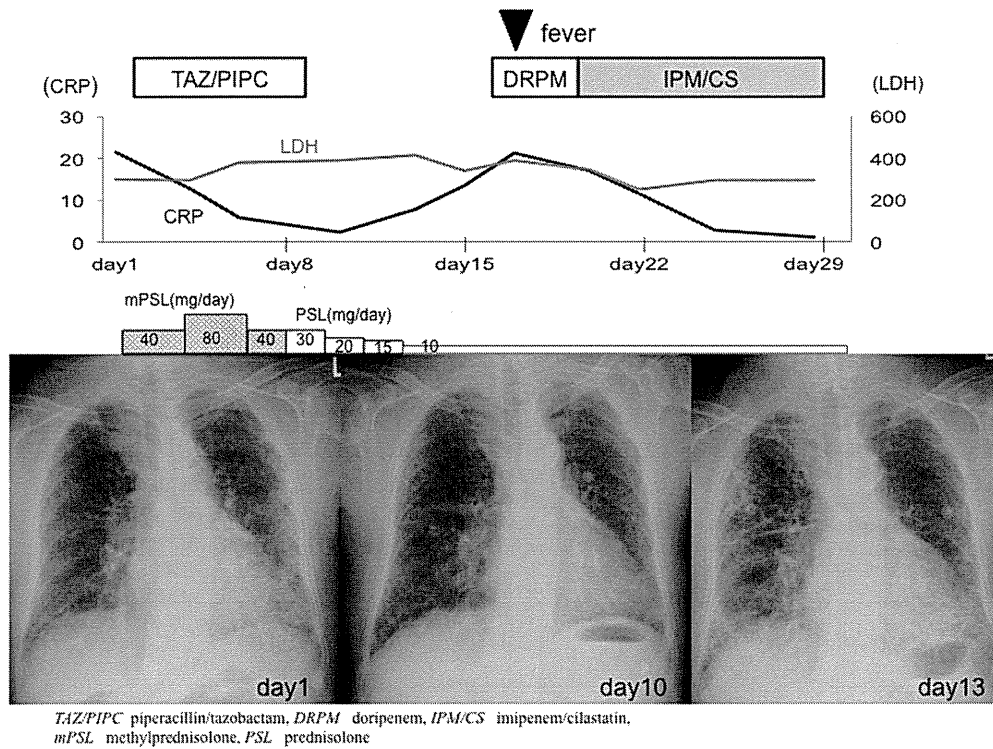 fever
TAZ/PIPC DRPM IPM/CS
(CRP) (LDH)
30 600
20 LDH 400
10 CRP 200
0 0
day1 day8 day15 day22 day29
mPSL(mg/day) PSL(mg/day)
40 80 40 30 20 15 10
L
day1 day10 day13
TAZ/PIPC piperacillin/tazobactam, DRPM doripenem, IPM/CS imipenem/cilastatin,
mPSL methylprednisolone, PSL prednisolone